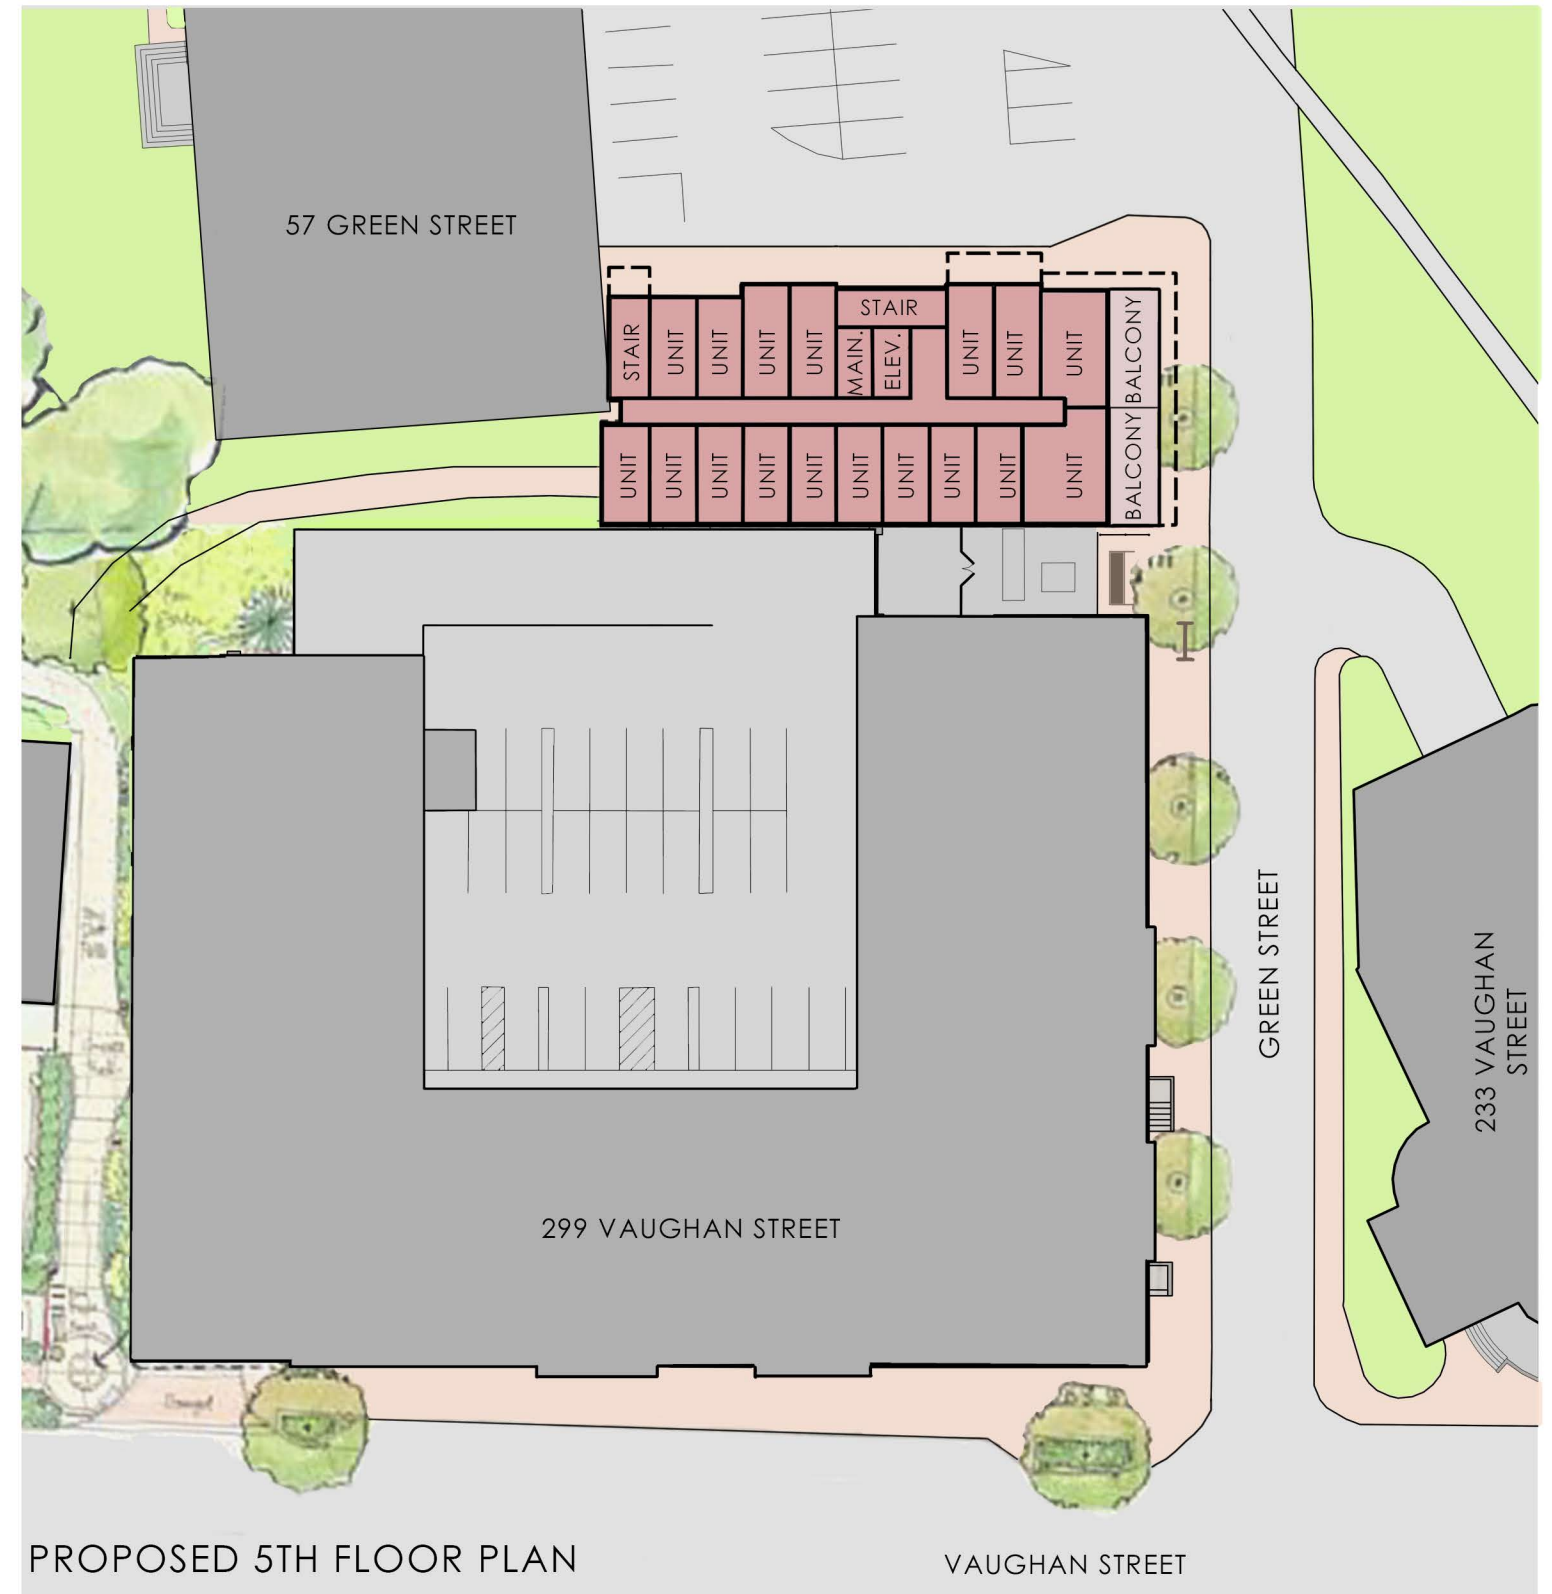 57 GREEN STREET
STAIR
UNIT
UNIT
UNIT
UNIT
STAIR
MAIN.
ELEV.
UNIT
UNIT
UNIT
BALCONY
UNIT
UNIT
UNIT
UNIT
UNIT
UNIT
UNIT
UNIT
UNIT
UNIT
BALCONY
GREEN STREET
233 VAUGHAN
STREET
299 VAUGHAN STREET
PROPOSED 5TH FLOOR PLAN
VAUGHAN STREET